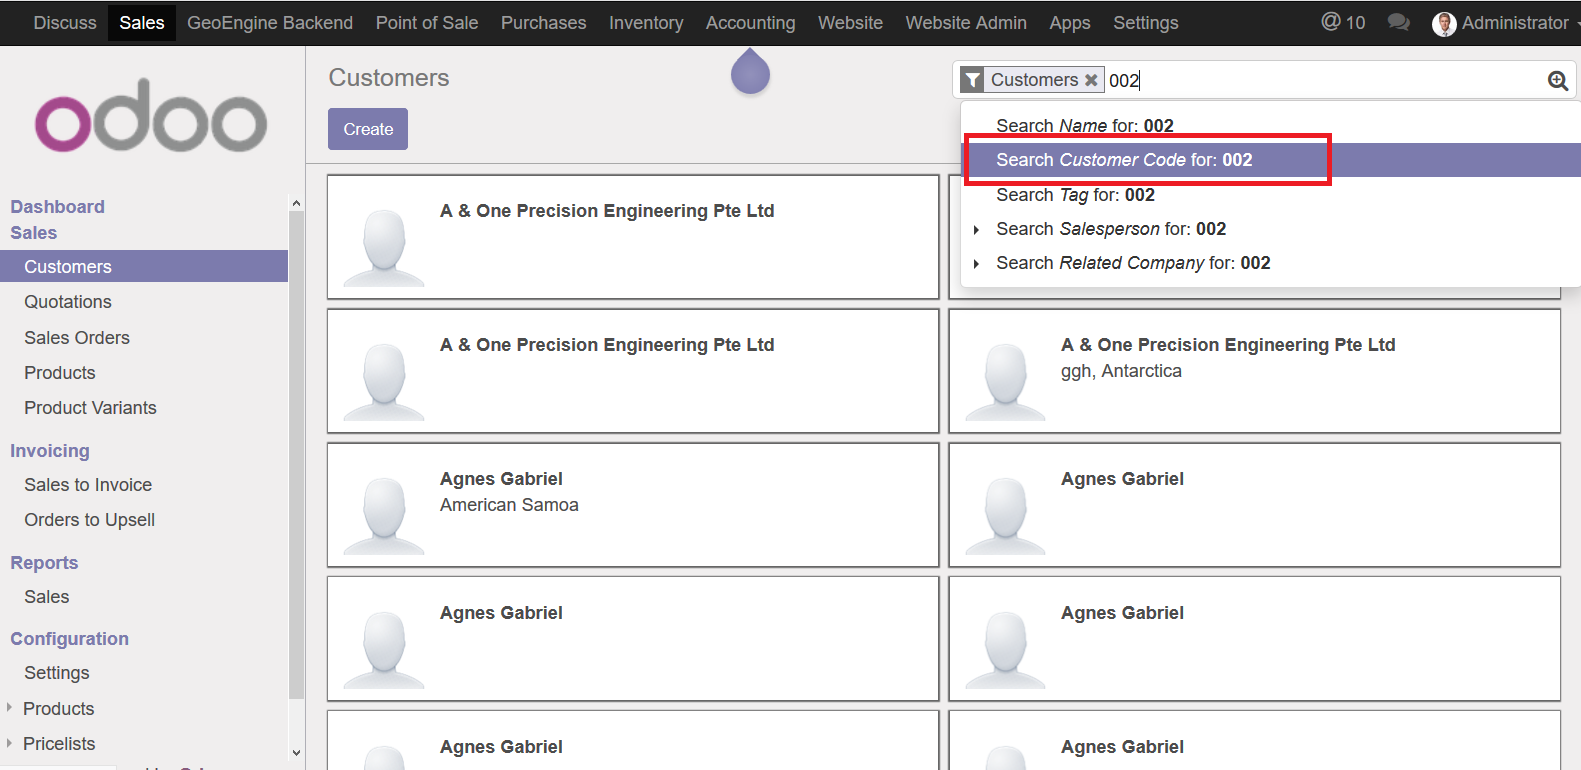 Discuss Sales GeoEngine Backend Point of Sale Purchases Inventory Accounting Website Website Admin Apps Settings @ 10 Administrator
odoo
Customers
Customers 002
Create
Search Name for: 002
Search Customer Code for: 002
Search Tag for: 002
Search Salesperson for: 002
Search Related Company for: 002
Dashboard
Sales
Customers
Quotations
Sales Orders
Products
Product Variants
Invoicing
Sales to Invoice
Orders to Upsell
Reports
Sales
Configuration
Settings
Products
Pricelists
A & One Precision Engineering Pte Ltd
A & One Precision Engineering Pte Ltd
A & One Precision Engineering Pte Ltd
ggh, Antarctica
Agnes Gabriel
American Samoa
Agnes Gabriel
Agnes Gabriel
Agnes Gabriel
Agnes Gabriel
Agnes Gabriel